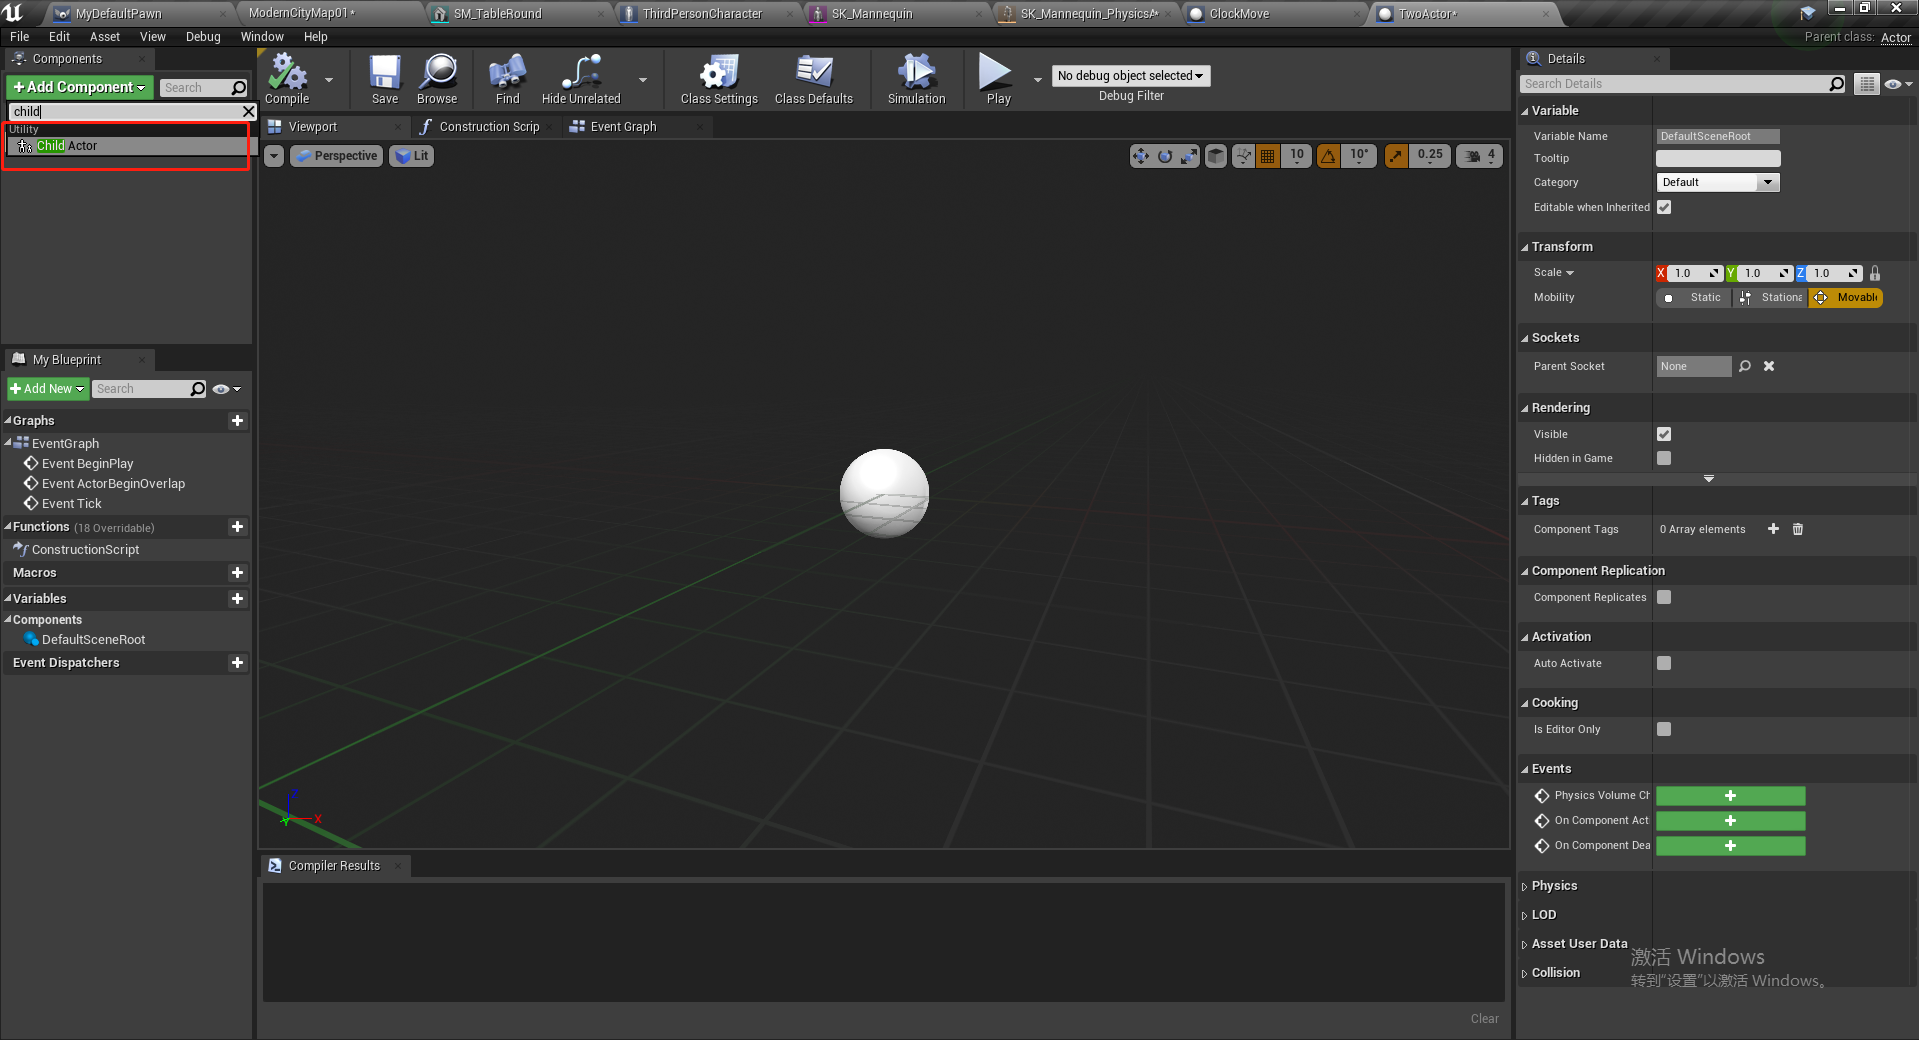 MyDefaultPawn
ModernCityMap01*
SM_TableRound
ThirdPersonCharacter
SK_Mannequin
SK_Mannequin_PhysicsA*
ClockMove
TwoActor*
File Edit Asset View Debug Window Help
Parent class: Actor
Components
+Add Component
Search
child
Utility
Child Actor
Compile
Save
Browse
Find
Hide Unrelated
Class Settings
Class Defaults
Simulation
Play
No debug object selected
Debug Filter
Viewport
Construction Scrip
Event Graph
Perspective
Lit
10
10°
0.25
4
My Blueprint
+Add New
Search
Graphs
EventGraph
Event BeginPlay
Event ActorBeginOverlap
Event Tick
Functions (18 Overridable)
ConstructionScript
Macros
Variables
Components
DefaultSceneRoot
Event Dispatchers
Z
X
Y
Compiler Results
Clear
Details
Search Details
Variable
Variable Name DefaultSceneRoot
Tooltip
Category Default
Editable when Inherited
Transform
Scale X 1.0 Y 1.0 Z 1.0
Mobility Static Stationa Movabl
Sockets
Parent Socket None
Rendering
Visible
Hidden in Game
Tags
Component Tags 0 Array elements
Component Replication
Component Replicates
Activation
Auto Activate
Cooking
Is Editor Only
Events
Physics Volume Ch
On Component Act
On Component Dea
Physics
LOD
Asset User Data
Collision
激活 Windows
转到“设置”以激活 Windows。